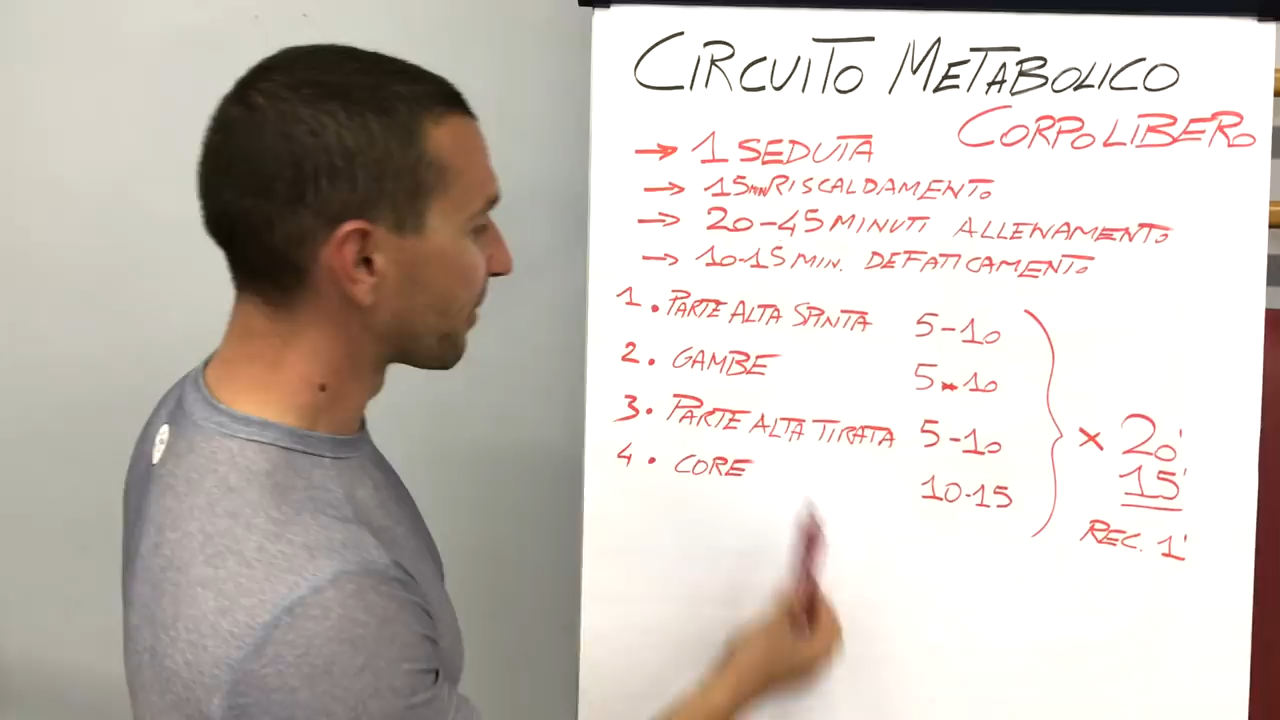 CIRCUITO METABOLICO
CORPOLIBERO
→ 1 SEDUTA
→ 15MIN RISCALDAMENTO
→ 20-45 MINUTI ALLENAMENTO
→ 10-15 MIN. DEFATICAMENTO
1. PARTE ALTA SPINTA 5-10
2. GAMBE 5-10
3. PARTE ALTA TIRATA 5-10
4. CORE 10-15
× 20'
15'
REC. 1'